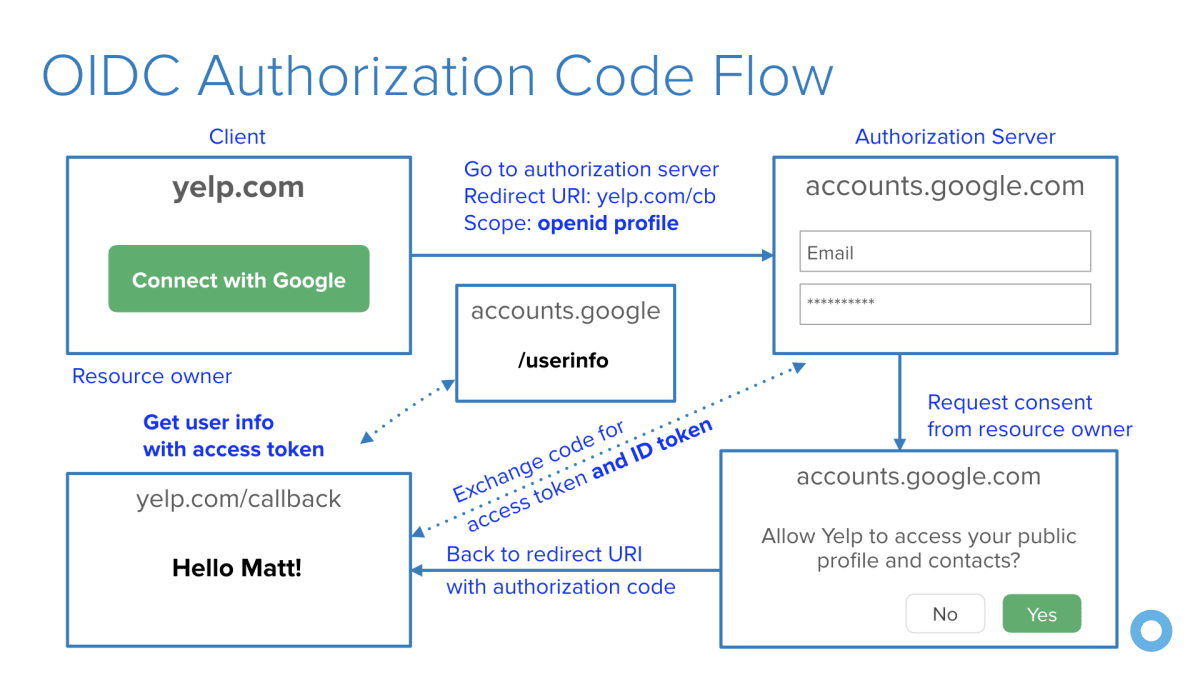 OIDC Authorization Code Flow
Client
yelp.com
Connect with Google
Resource owner
Go to authorization server
Redirect URI: yelp.com/cb
Scope: openid profile
Authorization Server
accounts.google.com
Email
**********
accounts.google
/userinfo
Request consent
from resource owner
Get user info
with access token
Exchange code for
access token and ID token
yelp.com/callback
Hello Matt!
Back to redirect URI
with authorization code
accounts.google.com
Allow Yelp to access your public
profile and contacts?
No
Yes